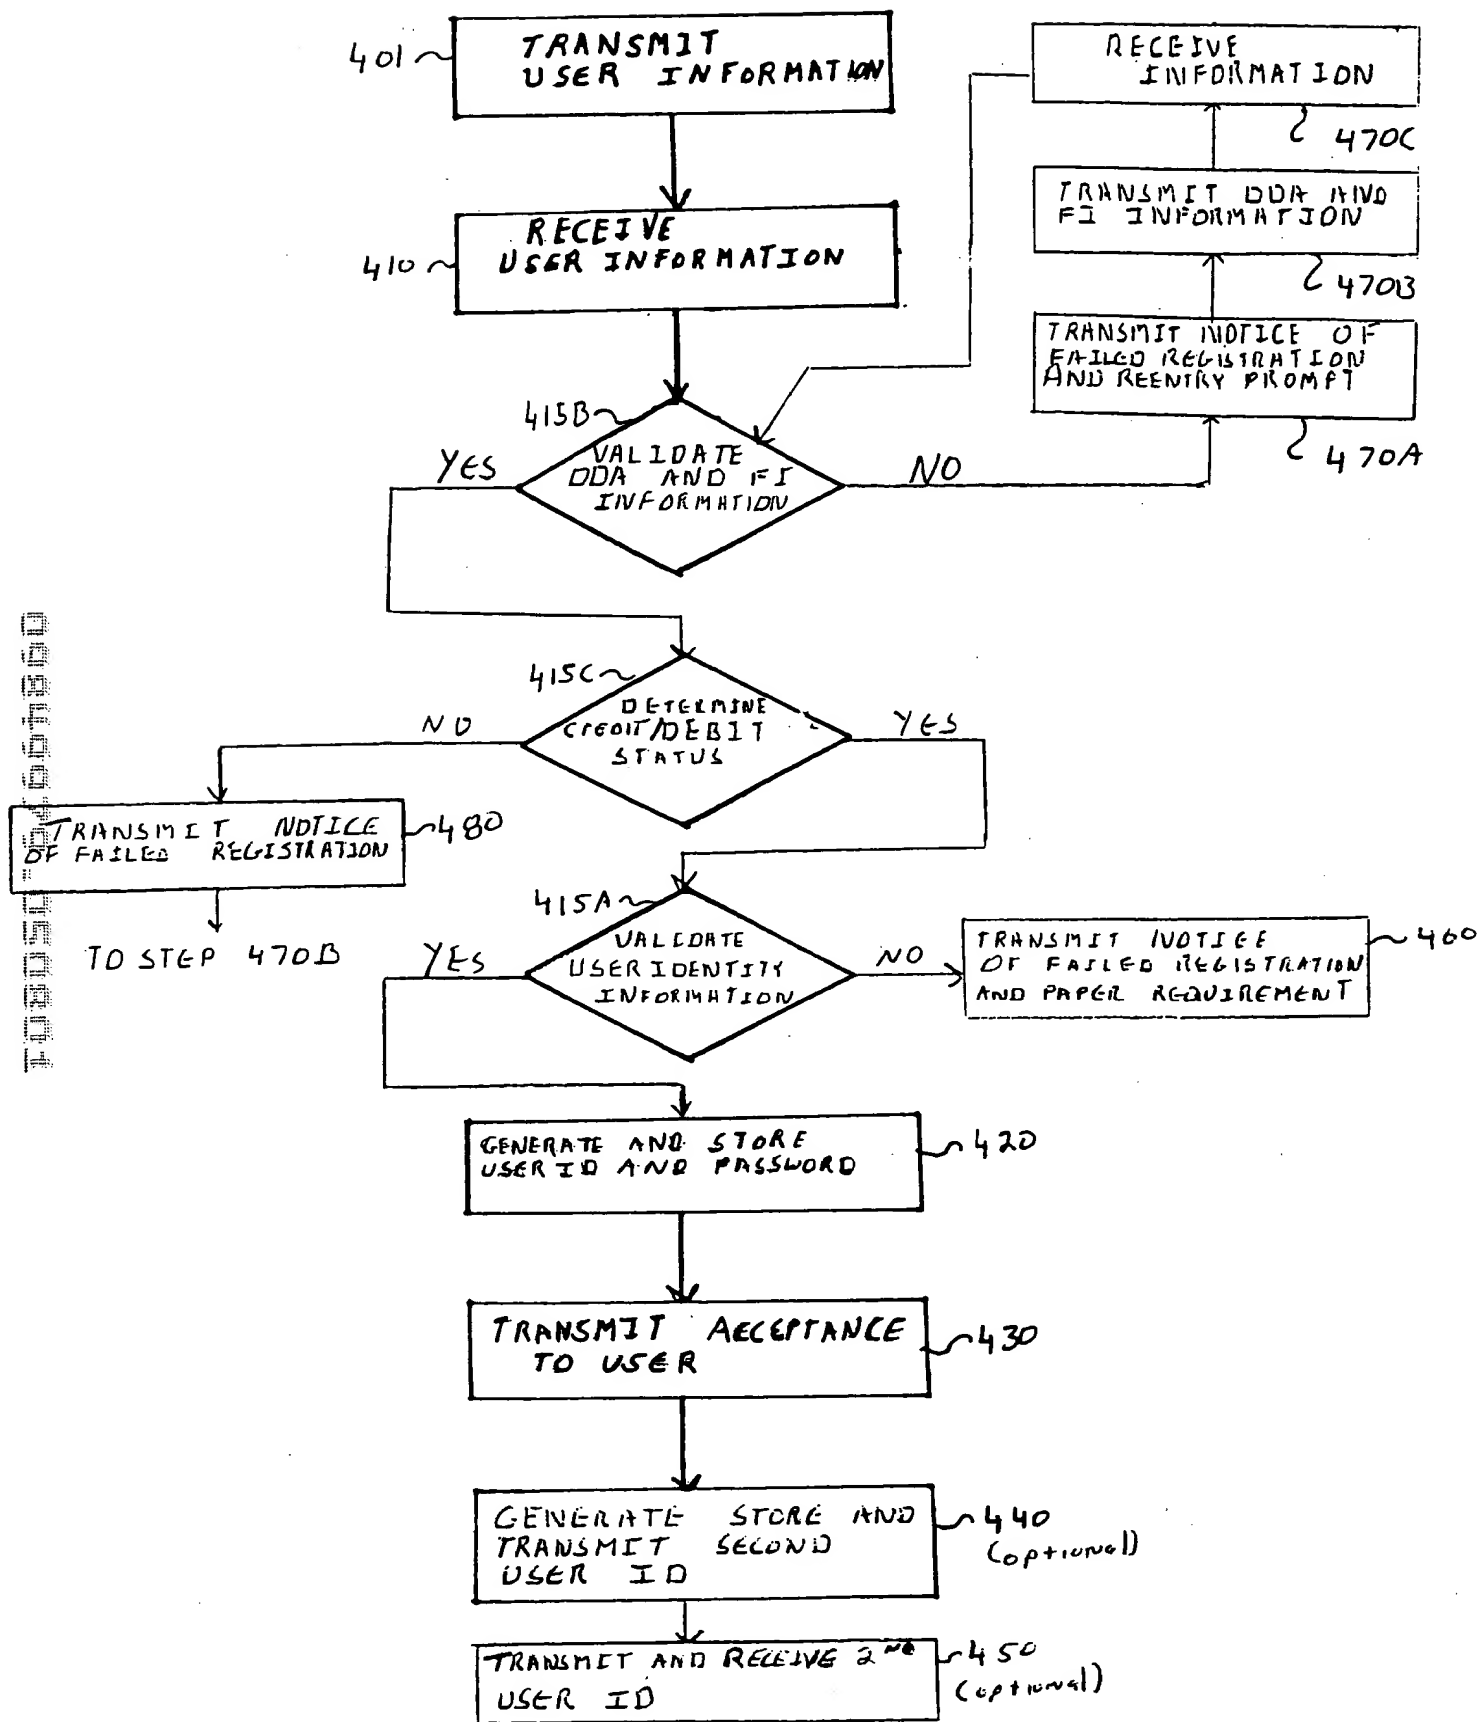 401
TRANSMIT
USER INFORMATION
RECEIVE
INFORMATION
470C
410
RECEIVE
USER INFORMATION
TRANSMIT DDA AND
FI INFORMATION
470B
TRANSMIT NOTICE OF
FAILED REGISTRATION
AND REENTRY PROMPT
470A
415B
VALIDATE
DDA AND FI
INFORMATION
YES
NO
415C
DETERMINE
CREDIT/DEBIT
STATUS
NO
YES
TRANSMIT NOTICE
OF FAILED REGISTRATION
480
TO STEP 470B
415A
VALIDATE
USER IDENTITY
INFORMATION
YES
NO
TRANSMIT NOTICE
OF FAILED REGISTRATION
AND PAPER REQUIREMENT
460
GENERATE AND STORE
USER ID AND PASSWORD
420
TRANSMIT ACCEPTANCE
TO USER
430
GENERATE STORE AND
TRANSMIT SECOND
USER ID
440
(optional)
TRANSMIT AND RECEIVE 2ND
USER ID
450
(optional)